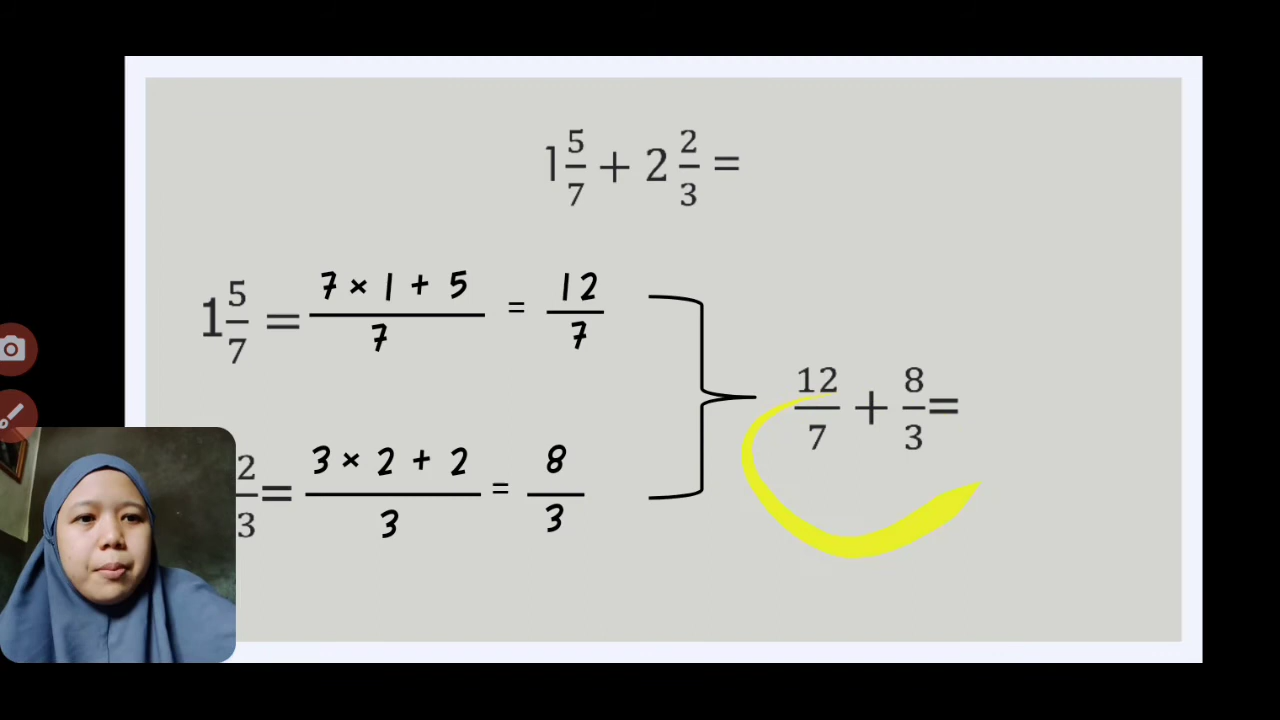 1 5/7 + 2 2/3 =
1 5/7 = 7 × 1 + 5 / 7 = 12/7
2/3 = 3 × 2 + 2 / 3 = 8/3
12/7 + 8/3 =